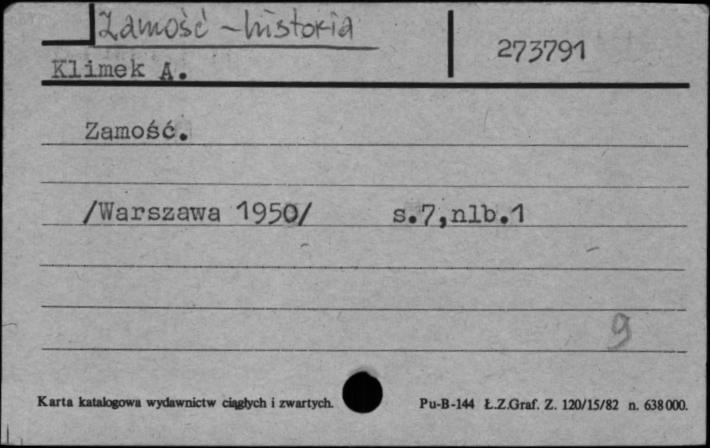 Zamość - historia
273791
Klimek A.
Zamość.
/Warszawa 1950/ s.7,nlb.1
9
Karta katalogowa wydawnictw ciągłych i zwartych. Pu-B-144 Ł.Z.Graf. Z. 120/15/82 n. 638000.